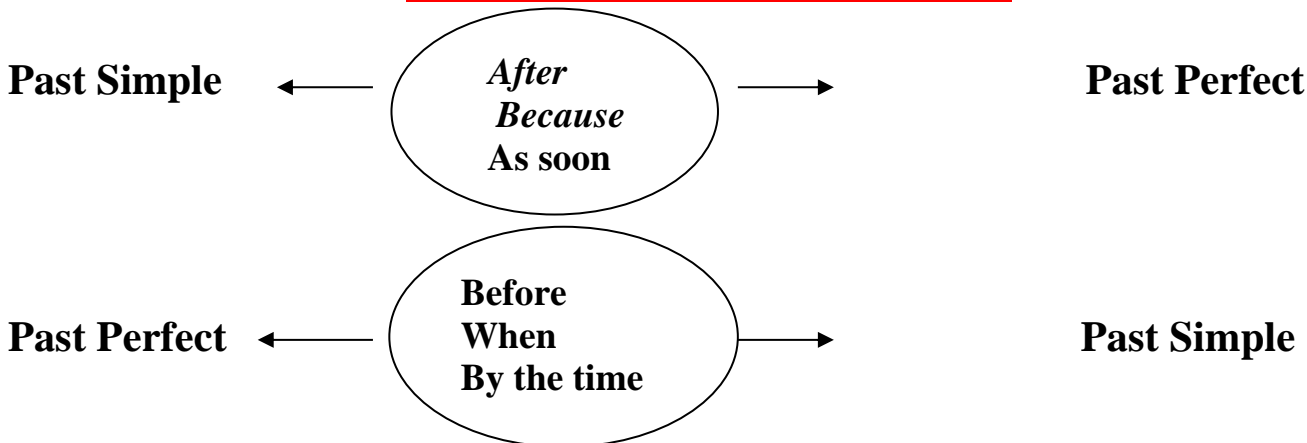 Past Simple
After
Because
As soon
Past Perfect
Past Perfect
Before
When
By the time
Past Simple